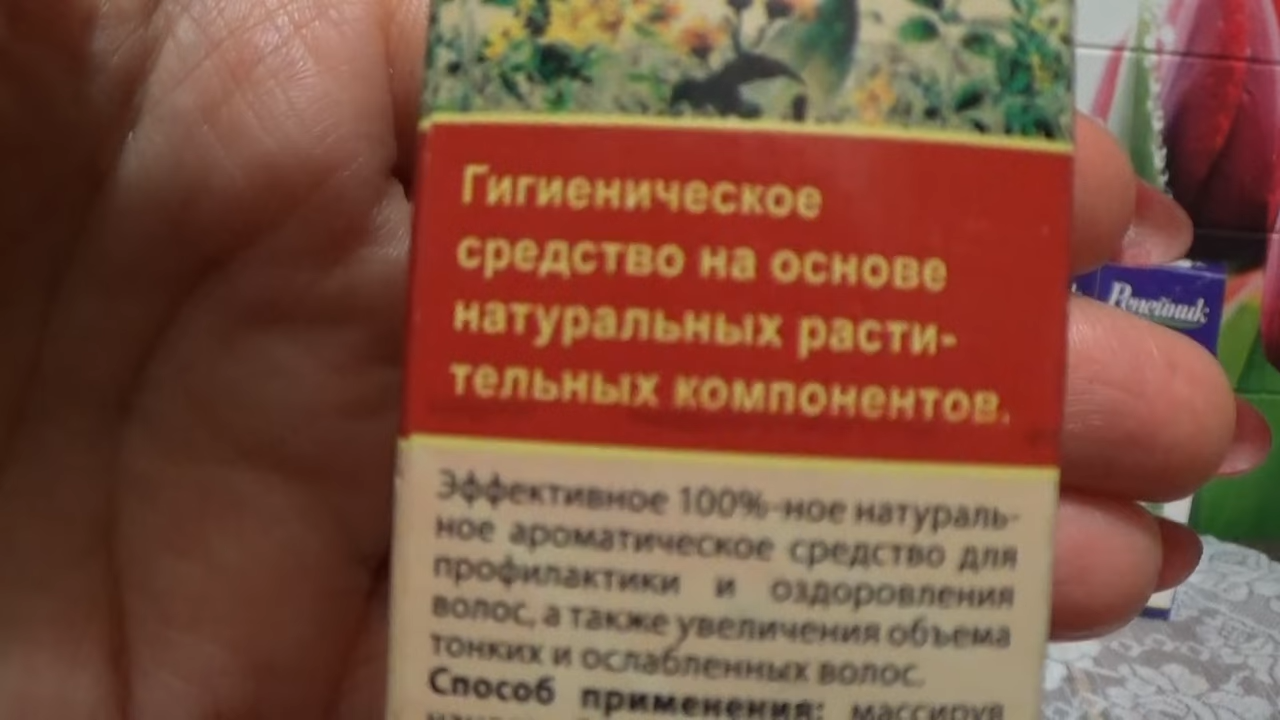 Гигиеническое
средство на основе
натуральных расти-
тельных компонентов.
Эффективное 100%-ное натураль-
ное ароматическое средство для
профилактики и оздоровления
волос, а также увеличения объема
тонких и ослабленных волос.
Способ применения: массируя
Репейник